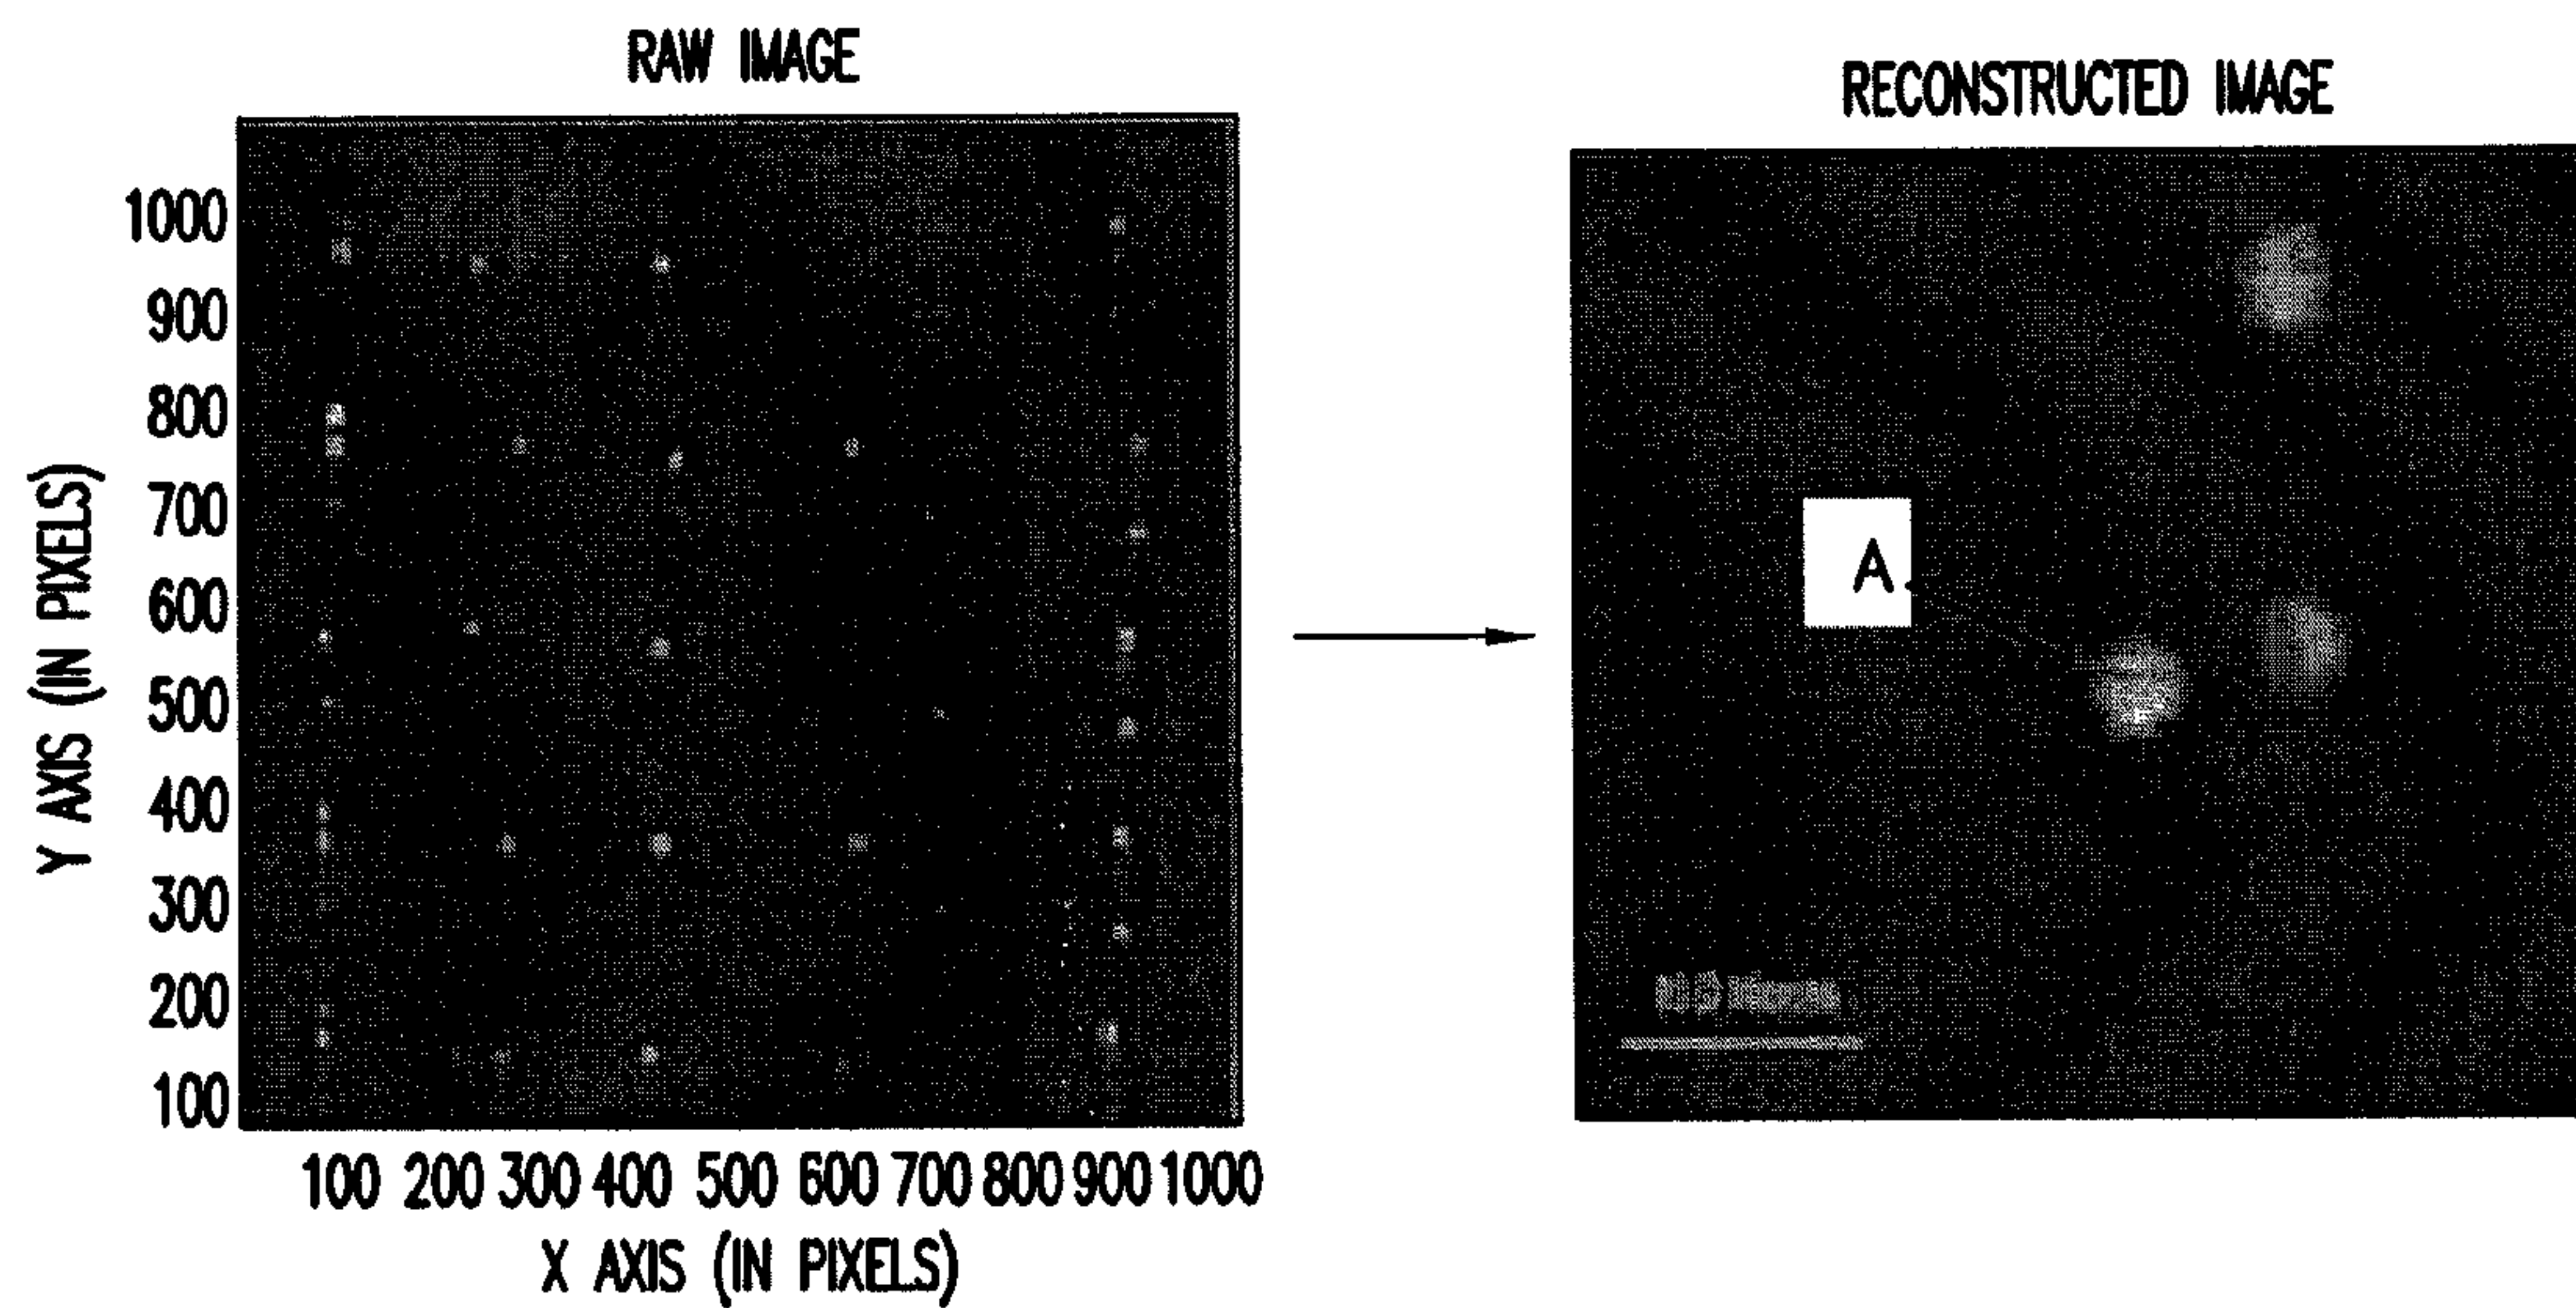 RAW IMAGE
1000
900
800
700
600
500
400
300
200
100
Y AXIS (IN PIXELS)
100 200 300 400 500 600 700 800 900 1000
X AXIS (IN PIXELS)
RECONSTRUCTED IMAGE
A.